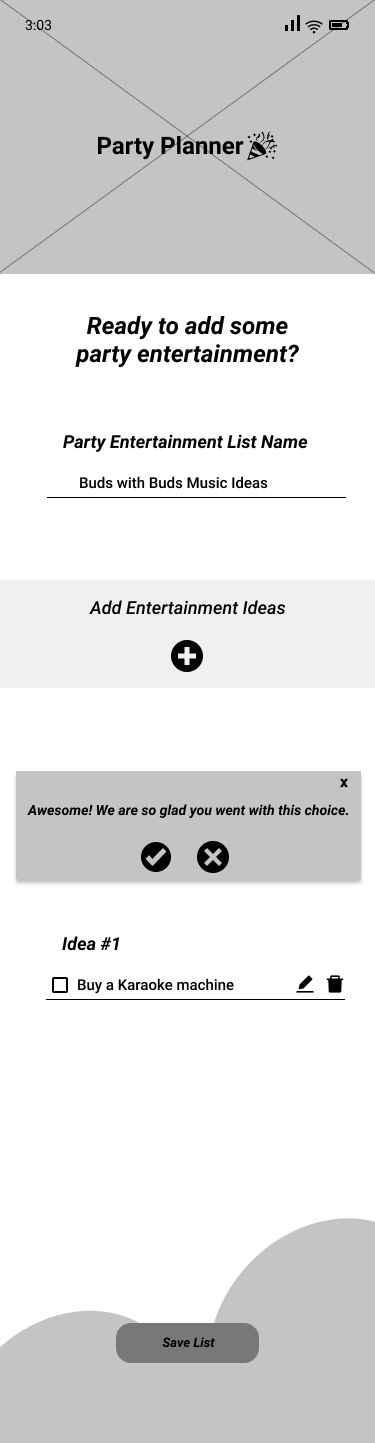 3:03
Party Planner
Ready to add some
party entertainment?
Party Entertainment List Name
Buds with Buds Music Ideas
Add Entertainment Ideas
x
Awesome! We are so glad you went with this choice.
Idea #1
Buy a Karaoke machine
Save List